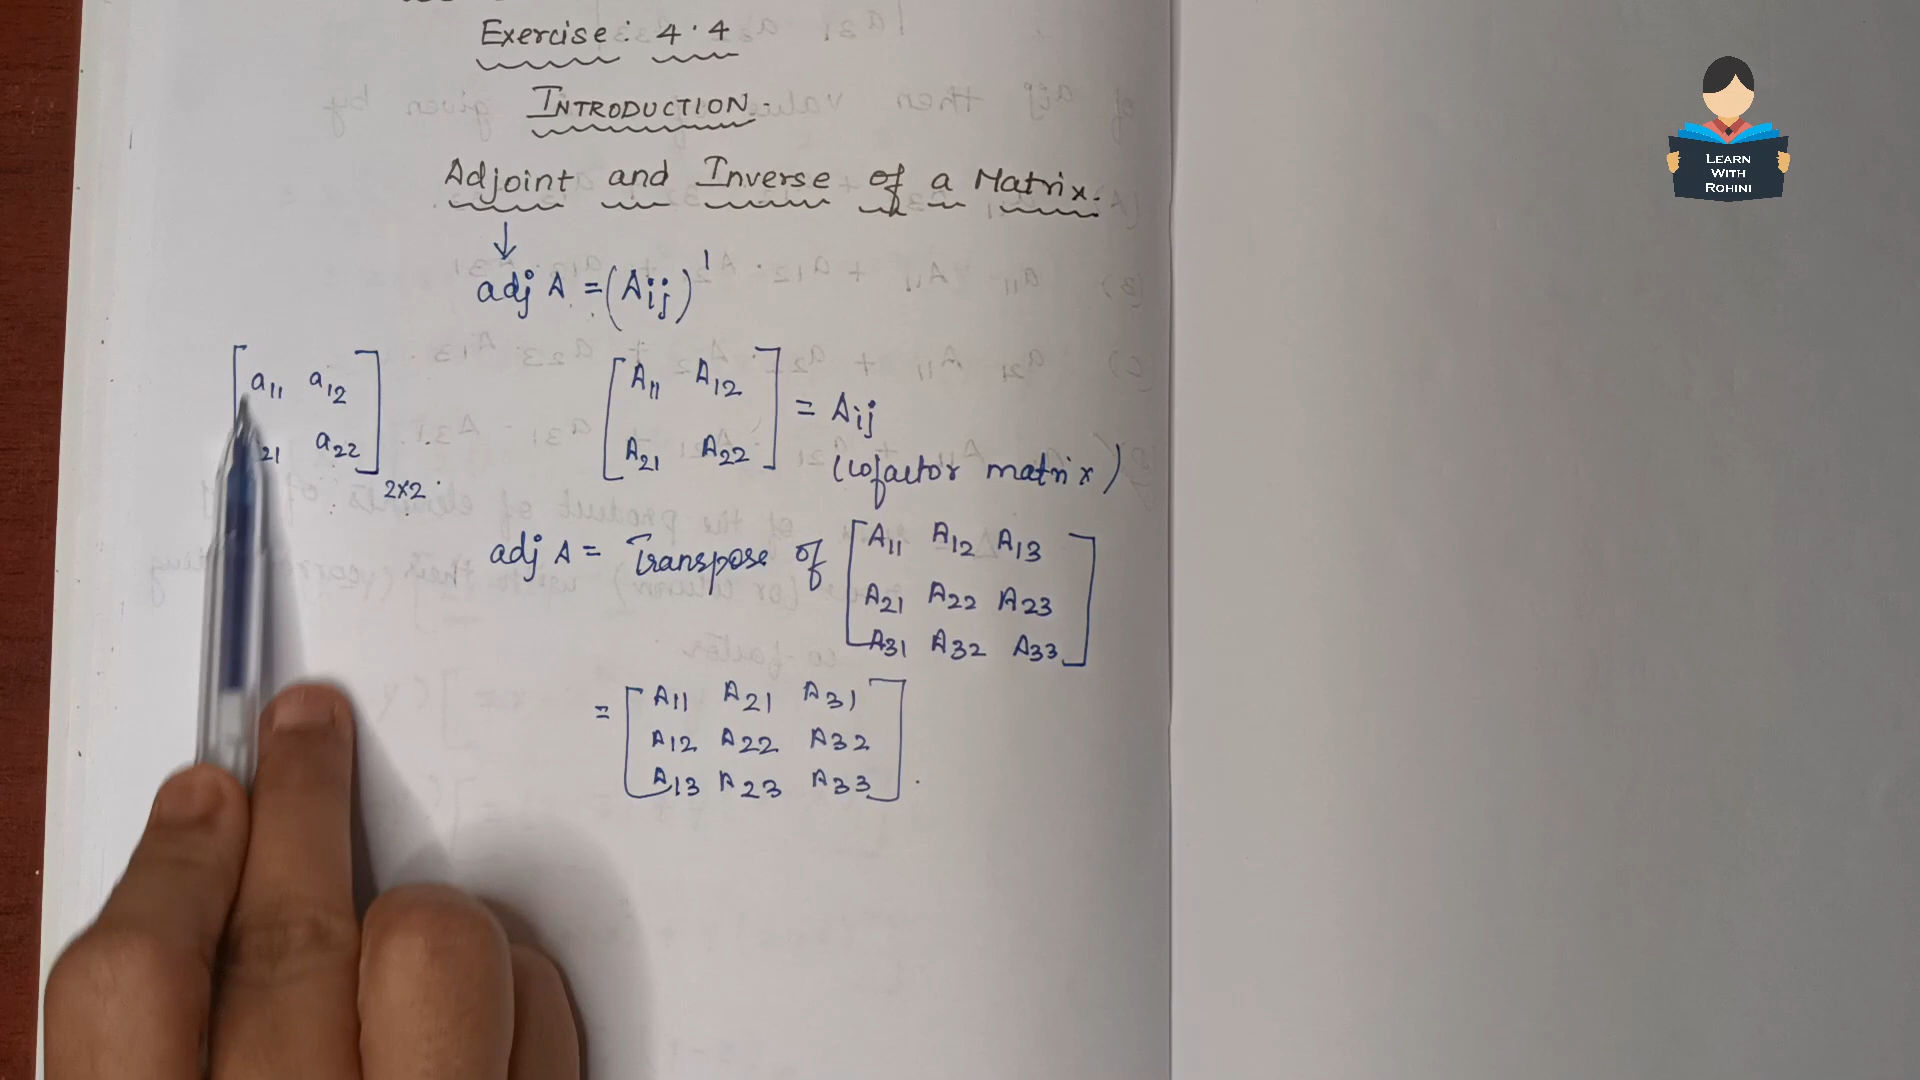 Exercise: 4.4
INTRODUCTION.
Adjoint and Inverse of a Matrix.
↓
adj A = (Aij)'
[a11 a12
21 a22] 2×2.
[A11 A12
A21 A22] = Aij
(cofactor matrix)
adj A = Transpose of [A11 A12 A13
A21 A22 A23
A31 A32 A33]
= [A11 A21 A31
A12 A22 A32
A13 A23 A33].
LEARN
WITH
ROHINI